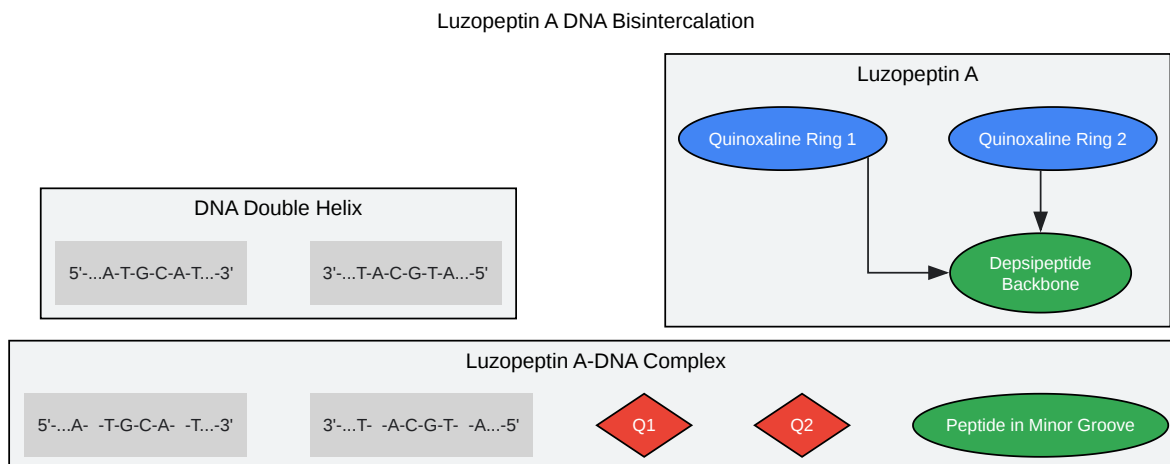 Luzopeptin A DNA Bisintercalation
Luzopeptin A
Quinoxaline Ring 1
Quinoxaline Ring 2
Depsipeptide
Backbone
DNA Double Helix
5'-...A-T-G-C-A-T...-3'
3'-...T-A-C-G-T-A...-5'
Luzopeptin A-DNA Complex
5'-...A-  -T-G-C-A-  -T...-3'
3'-...T-  -A-C-G-T-  -A...-5'
Q1
Q2
Peptide in Minor Groove